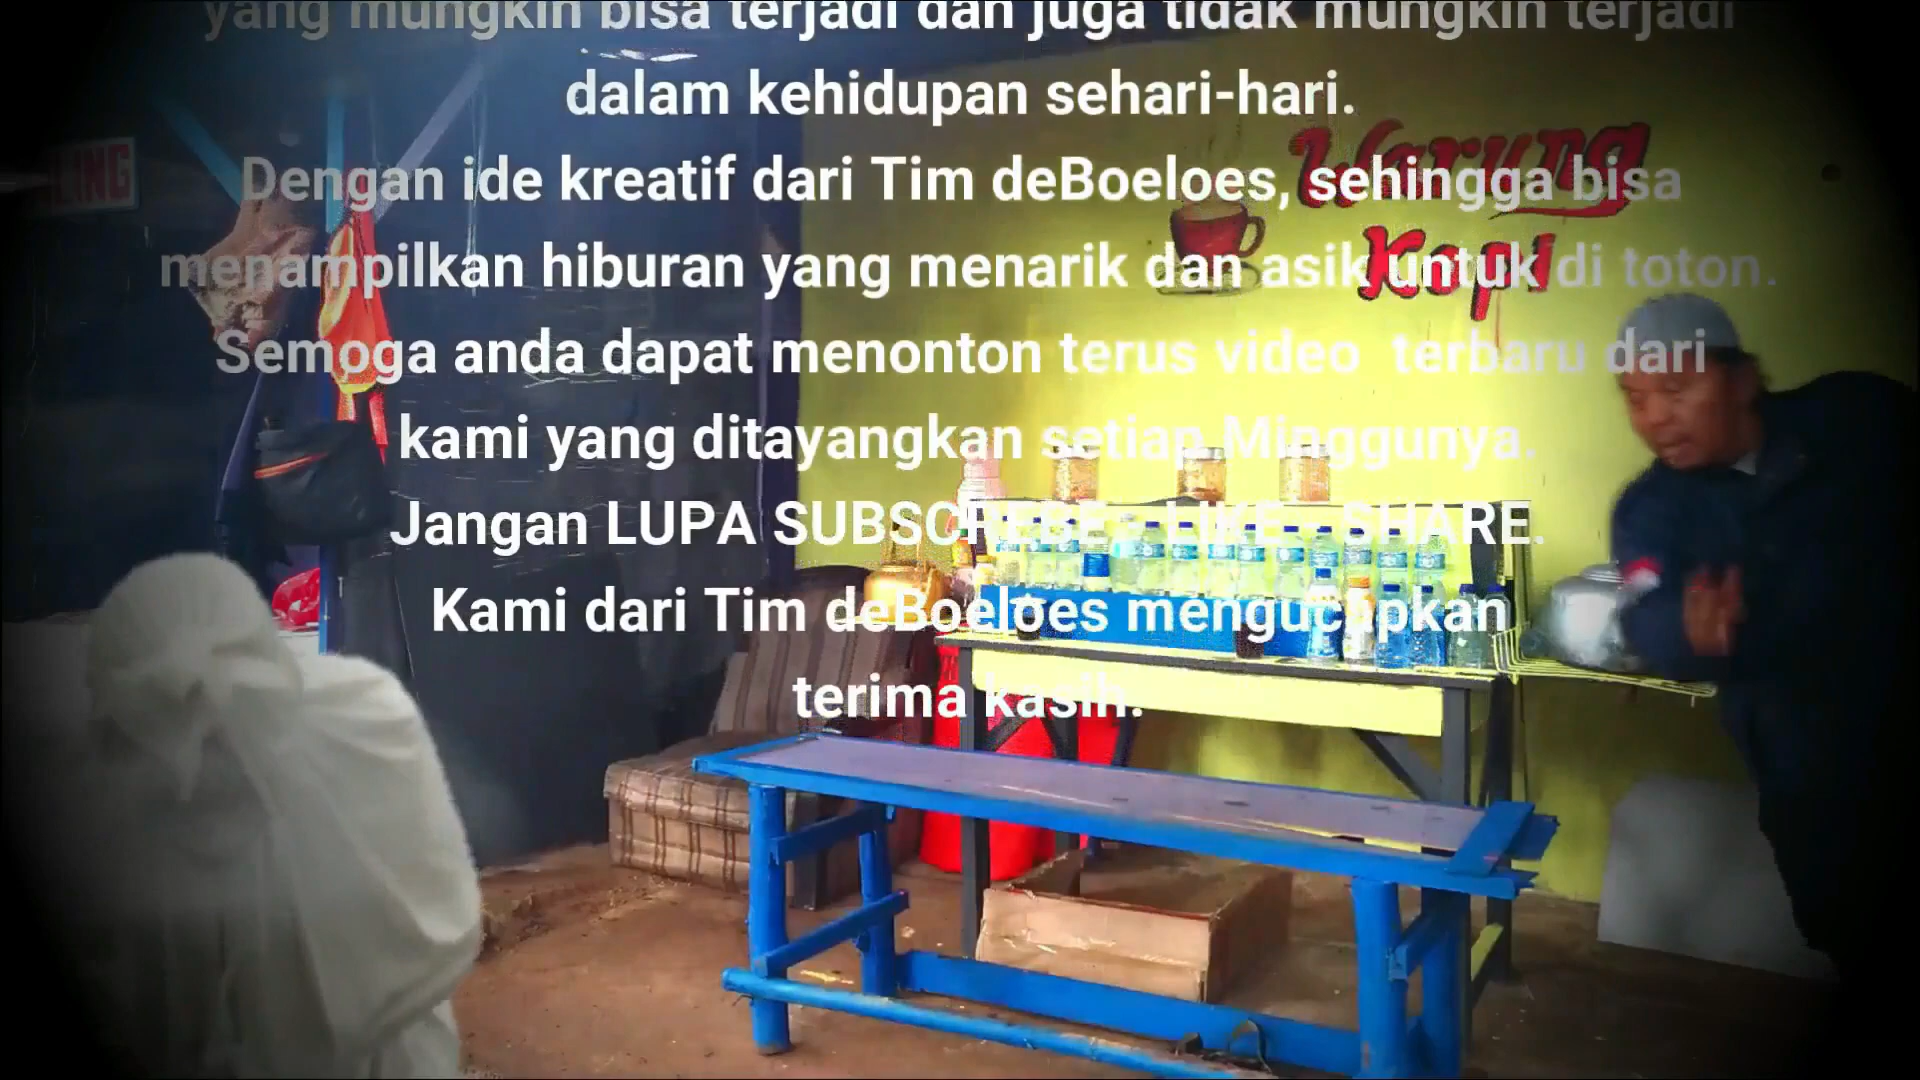 yang mungkin bisa terjadi dan juga tidak mungkin terjadi
dalam kehidupan sehari-hari.
Dengan ide kreatif dari Tim deBoeloes, sehingga bisa
menampilkan hiburan yang menarik dan asik untuk di toton.
Semoga anda dapat menonton terus video terbaru dari
kami yang ditayangkan setiap Minggunya.
Jangan LUPA SUBSCREBE - LIKE - SHARE.
Kami dari Tim deBoeloes mengucapkan
terima kasih.
LING
Warung
Kopi